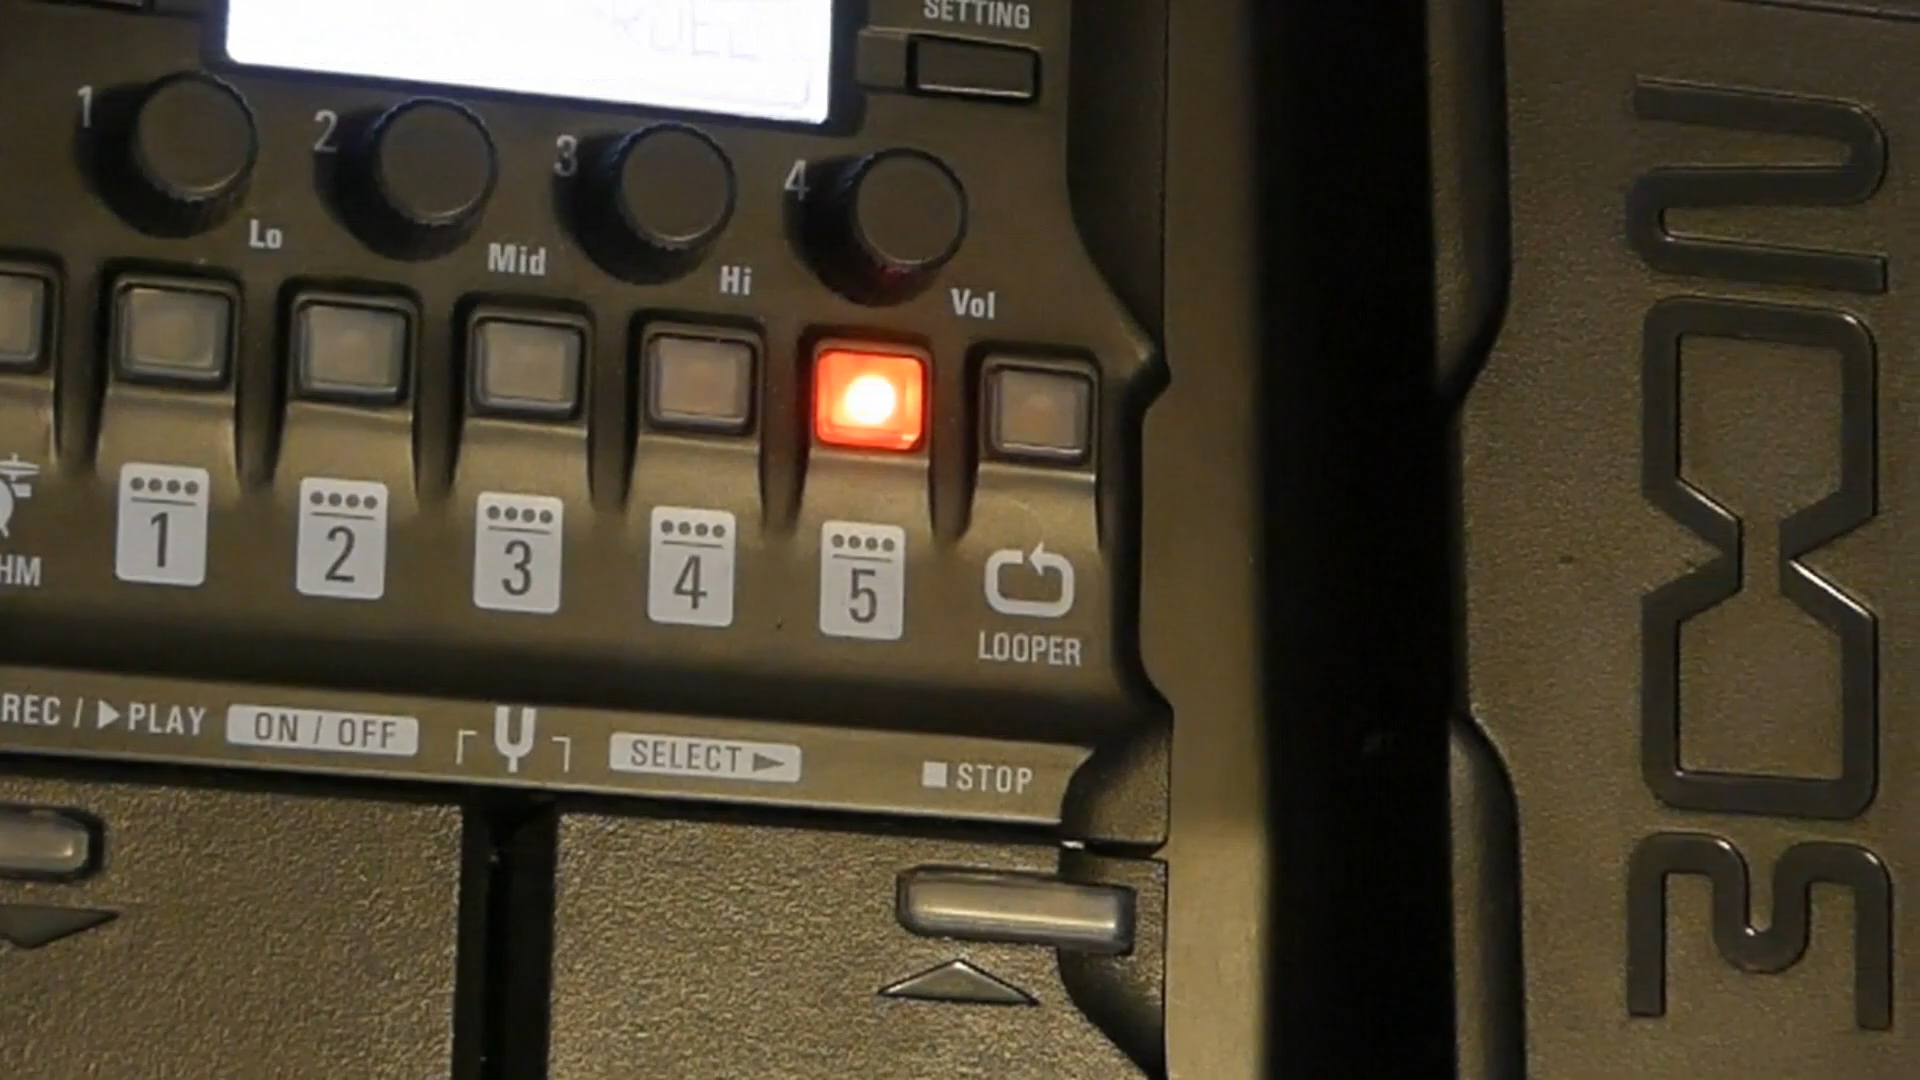 SETTING
1 2 3 4
Lo Mid Hi Vol
1 2 3 4 5
LOOPER
REC / ▶PLAY ON / OFF SELECT ► ■STOP
ZOOM